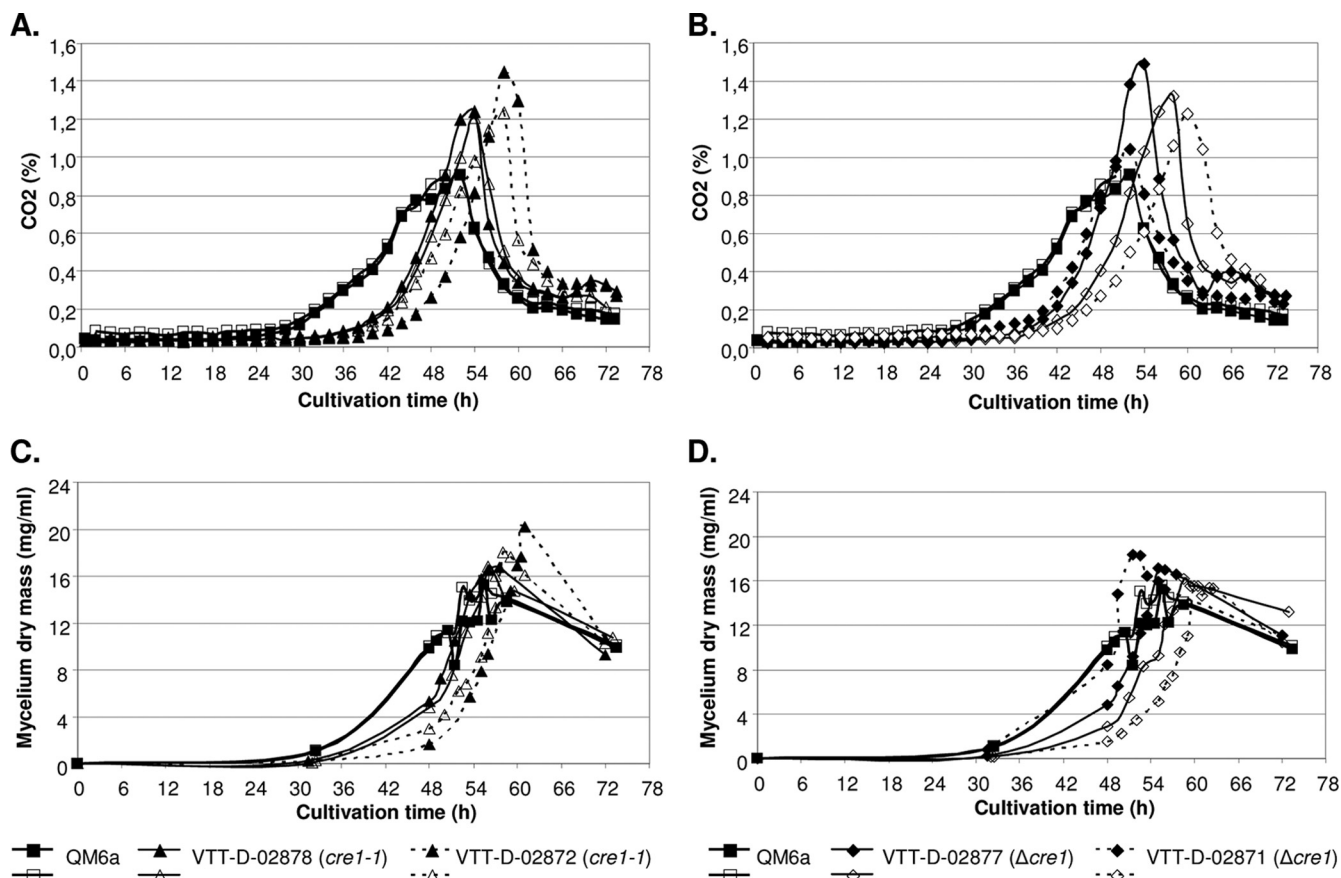 A.
1,6
1,4
1,2
1,0
0,8
0,6
0,4
0,2
0,0
CO2 (%)
0 6 12 18 24 30 36 42 48 54 60 66 72 78
Cultivation time (h)
B.
1,6
1,4
1,2
1,0
0,8
0,6
0,4
0,2
0,0
CO2 (%)
0 6 12 18 24 30 36 42 48 54 60 66 72 78
Cultivation time (h)
C.
24
20
16
12
8
4
0
Mycelium dry mass (mg/ml)
0 6 12 18 24 30 36 42 48 54 60 66 72 78
Cultivation time (h)
D.
24
20
16
12
8
4
0
Mycelium dry mass (mg/ml)
0 6 12 18 24 30 36 42 48 54 60 66 72 78
Cultivation time (h)
QM6a VTT-D-02878 (cre1-1) VTT-D-02872 (cre1-1)
QM6a VTT-D-02877 (Δcre1) VTT-D-02871 (Δcre1)